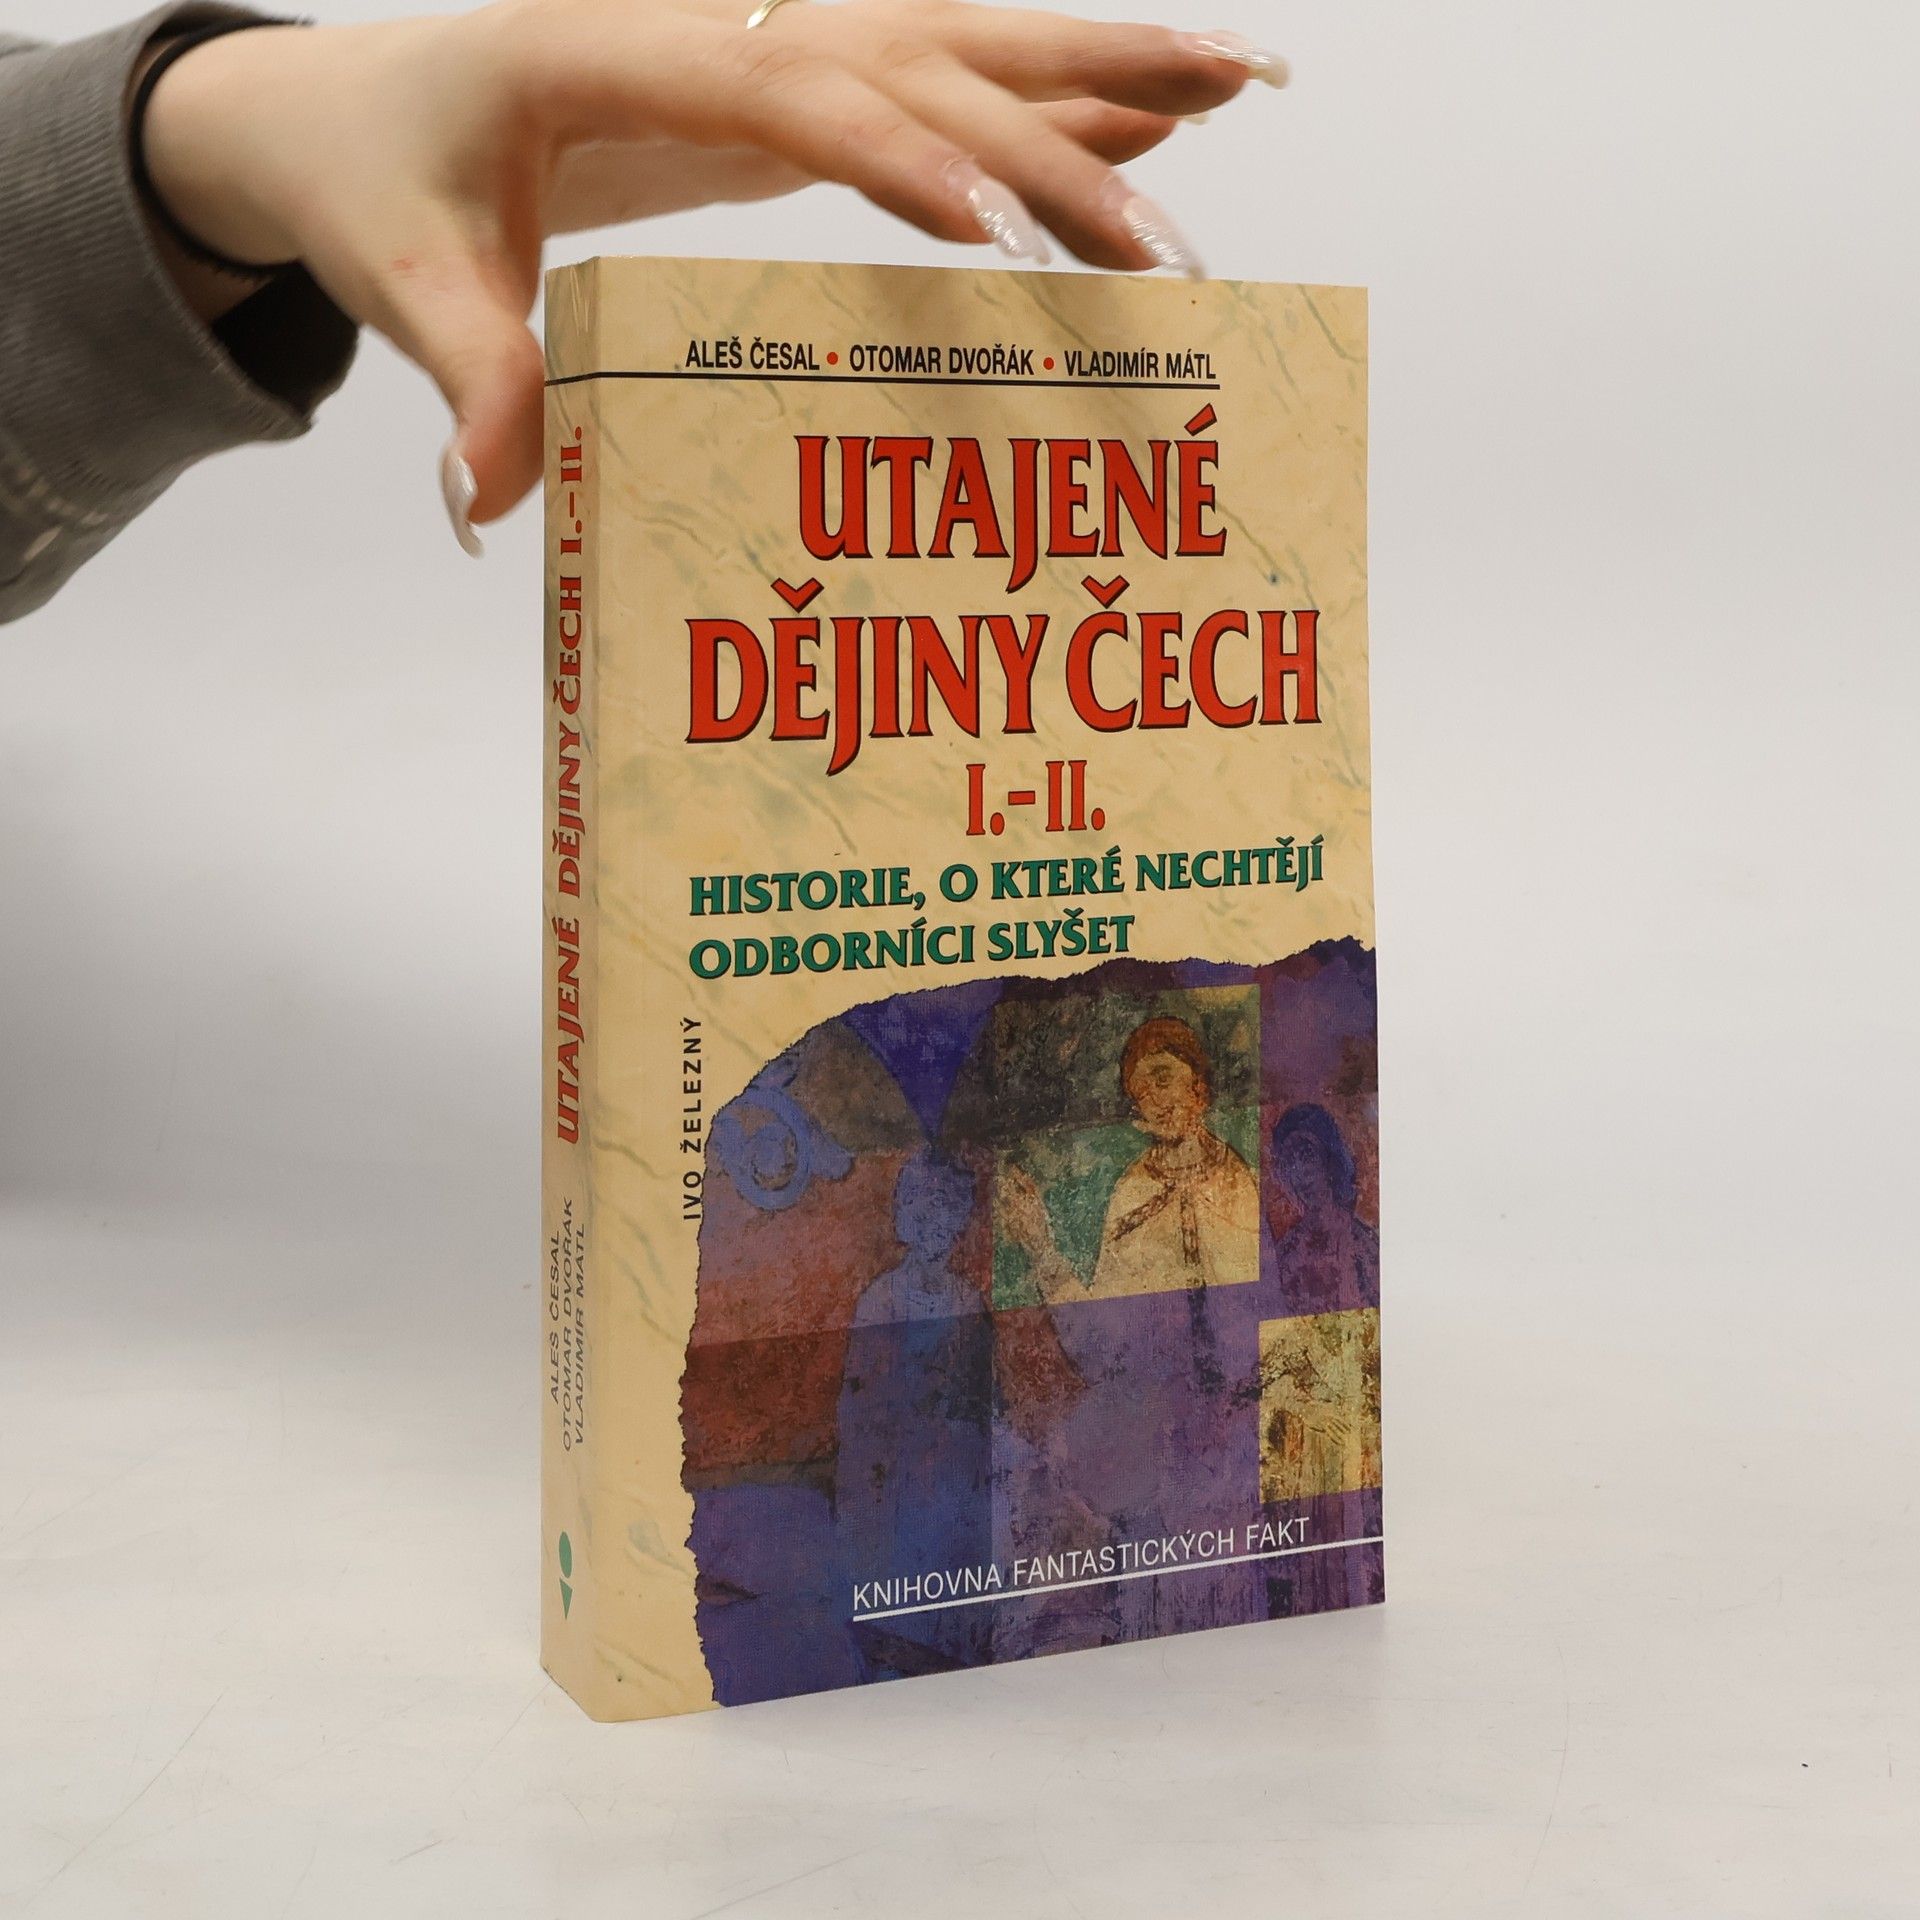 ALEŠ ČESAL • OTOMAR DVOŘÁK • VLADIMÍR MÁTL
UTAJENÉ
DĚJINY ČECH
I.-II.
HISTORIE, O KTERÉ NECHTĚJÍ
ODBORNÍCI SLYŠET
IVO ŽELEZNÝ
KNIHOVNA FANTASTICKÝCH FAKT
UTAJENÉ DĚJINY ČECH I.-II.
ALEŠ ČESAL
OTOMAR DVOŘÁK
VLADIMÍR MÁTL